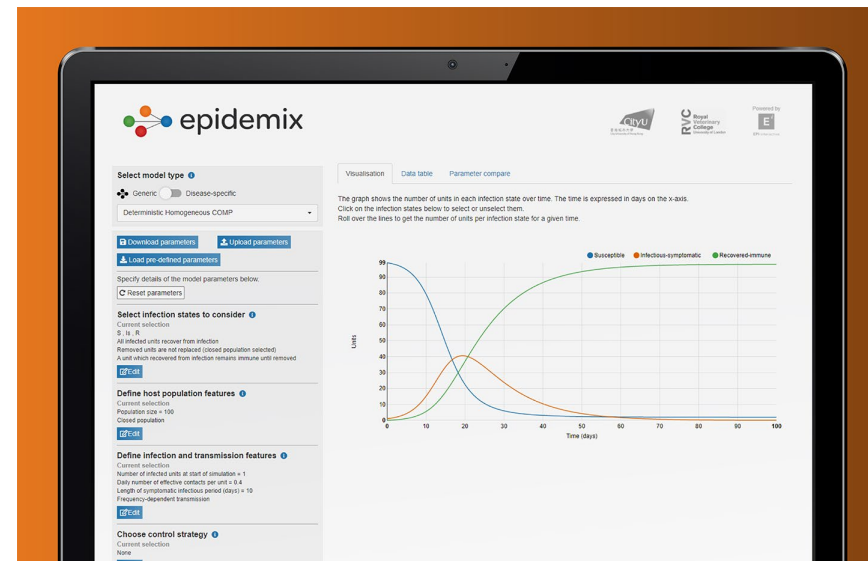 epidemix
CityU
RVC
Royal
Veterinary
College
University of London
Powered by
E
Select model type
Generic
Disease-specific
Deterministic Homogeneous COMP
Download parameters
Upload parameters
Load pre-defined parameters
Specify details of the model parameters below.
Reset parameters
Select infection states to consider
Current selection
S , Is , R
All infected units recover from infection
Removed units are not replaced (closed population selected)
A unit which recovered from infection remains immune until removed
Edit
Define host population features
Current selection
Population size = 100
Closed population
Edit
Define infection and transmission features
Current selection
Number of infected units at start of simulation = 1
Daily number of effective contacts per unit = 0.4
Length of symptomatic infectious period (days) = 10
Frequency-dependent transmission
Edit
Choose control strategy
Current selection
None
Visualisation
Data table
Parameter compare
The graph shows the number of units in each infection state over time. The time is expressed in days on the x-axis.
Click on the infection states below to select or unselect them.
Roll over the lines to get the number of units per infection state for a given time.
Susceptible
Infectious-symptomatic
Recovered-immune
99
90
80
70
60
50
40
30
20
10
0
Units
0 10 20 30 40 50 60 70 80 90 100
Time (days)